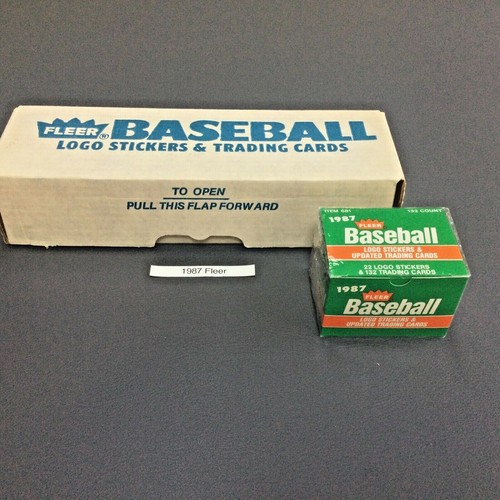 FLEER ® BASEBALL
LOGO STICKERS & TRADING CARDS
TO OPEN
PULL THIS FLAP FORWARD
1987 Fleer
1987
FLEER
Baseball
LOGO STICKERS &
UPDATED TRADING CARDS
22 LOGO STICKERS
& 132 TRADING CARDS
1987
FLEER
Baseball
LOGO STICKERS &
UPDATED TRADING CARDS